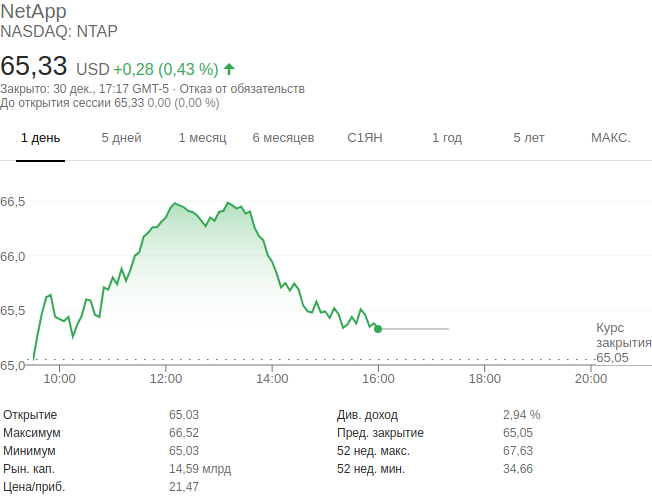 NetApp
NASDAQ: NTAP
65,33 USD +0,28 (0,43 %)
Закрыто: 30 дек., 17:17 GMT-5 · Отказ от обязательств
До открытия сессии 65,33 0,00 (0,00 %)
1 день 5 дней 1 месяц 6 месяцев С1ЯН 1 год 5 лет МАКС.
66,5
66,0
65,5
65,0
Курс
закрытия
65,05
10:00 12:00 14:00 16:00 18:00 20:00
Открытие 65,03
Максимум 66,52
Минимум 65,03
Рын. кап. 14,59 млрд
Цена/приб. 21,47
Див. доход 2,94 %
Пред. закрытие 65,05
52 нед. макс. 67,63
52 нед. мин. 34,66